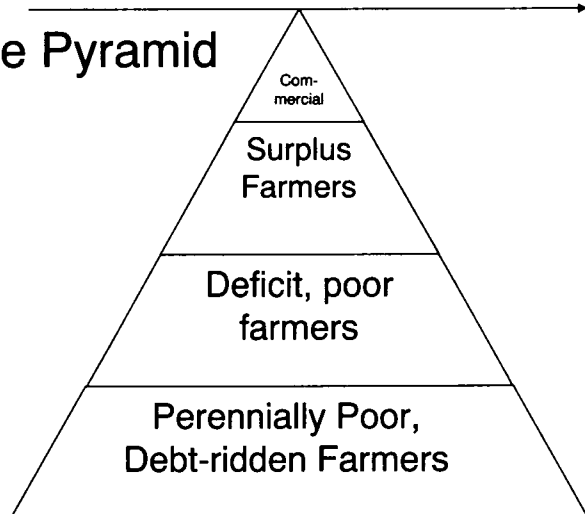 e Pyramid
Com-
mercial
Surplus
Farmers
Deficit, poor
farmers
Perennially Poor,
Debt-ridden Farmers